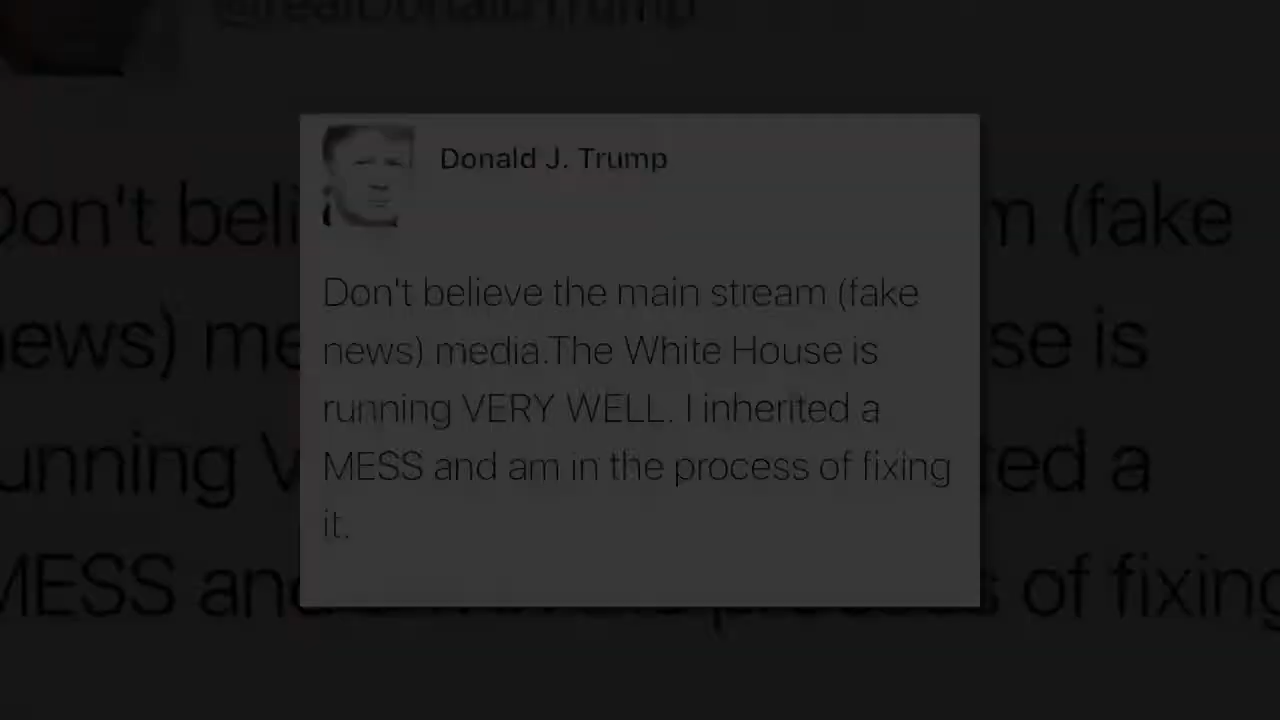 @realDonaldTrump
Donald J. Trump
Don't believe the main stream (fake
news) media.The White House is
running VERY WELL. I inherited a
MESS and am in the process of fixing
it.